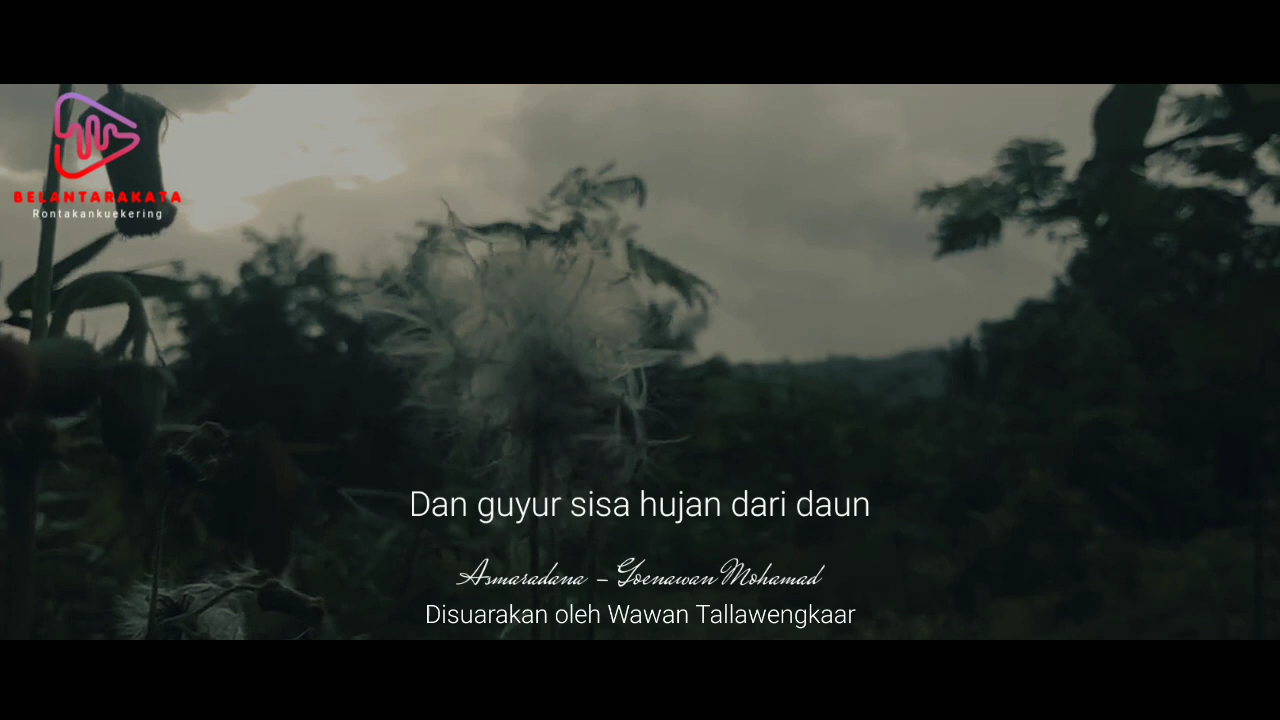 BELANTARAKATA
Rontakankuekering
Dan guyur sisa hujan dari daun
Asmaradana – Goenawan Mohamad
Disuarakan oleh Wawan Tallawengkaar